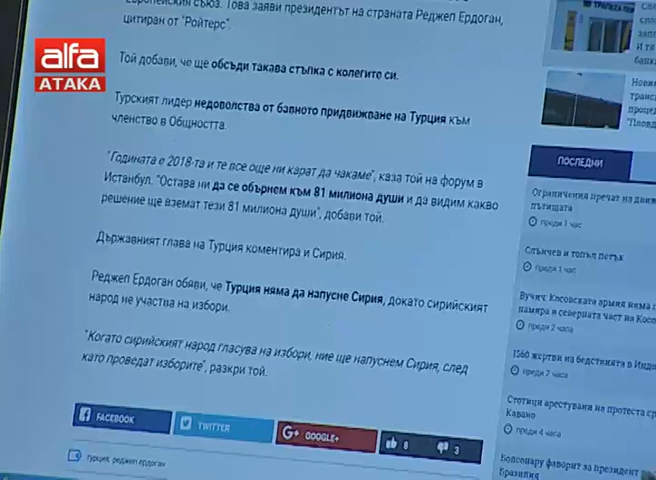 alfa
АТАКА
Европейския съюз. Това заяви президентът на страната Реджеп Ердоган,
цитиран от "Ройтерс".
Той добави, че ще обсъди такава стъпка с колегите си.
Турският лидер недоволства от бавното придвижване на Турция към
членство в Общността.
"Годината е 2018-та и те все още ни карат да чакаме", каза той на форум в
Истанбул. "Остава ни да се обърнем към 81 милиона души и да видим какво
решение ще вземат тези 81 милиона души", добави той.
Държавният глава на Турция коментира и Сирия.
Реджеп Ердоган обяви, че Турция няма да напусне Сирия, докато сирийският
народ не участва на избори.
"Когато сирийският народ гласува на избори, ние ще напуснем Сирия, след
като проведат изборите", разкри той.
FACEBOOK
TWITTER
G+ GOOGLE+
8
3
турция, реджеп ердоган
ПОСЛЕДНИ
Ограничения пречат на
пътищата
преди 1 час
Слънчев и топъл петък
преди 1 час
Вучич: Косовската армия няма
намира и северната част на
преди 2 часа
1560 жертви на бедствията в
преди 2 часа
Стотици арестувани на протеста
Кавано
преди 4 часа
Болсонару фаворит за президент
Бразилия